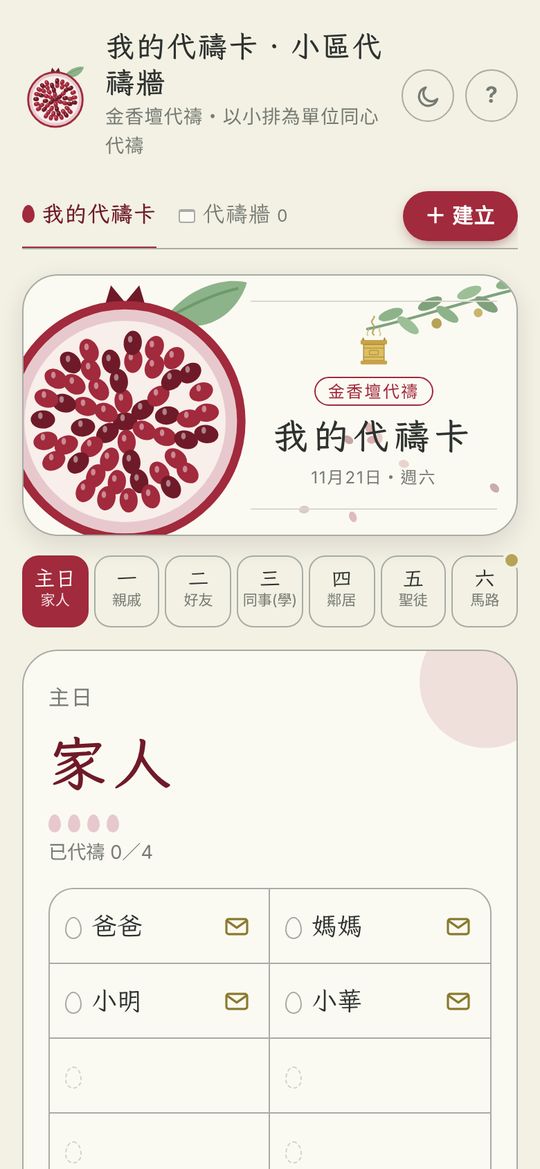 我的代禱卡·小區代
禱牆
金香壇代禱·以小排為單位同心
代禱
?
我的代禱卡
代禱牆 0
＋ 建立
金香壇代禱
我的代禱卡
11月21日·週六
主日
家人
一
親戚
二
好友
三
同事(學)
四
鄰居
五
聖徒
六
馬路
主日
家人
已代禱 0／4
爸爸
媽媽
小明
小華